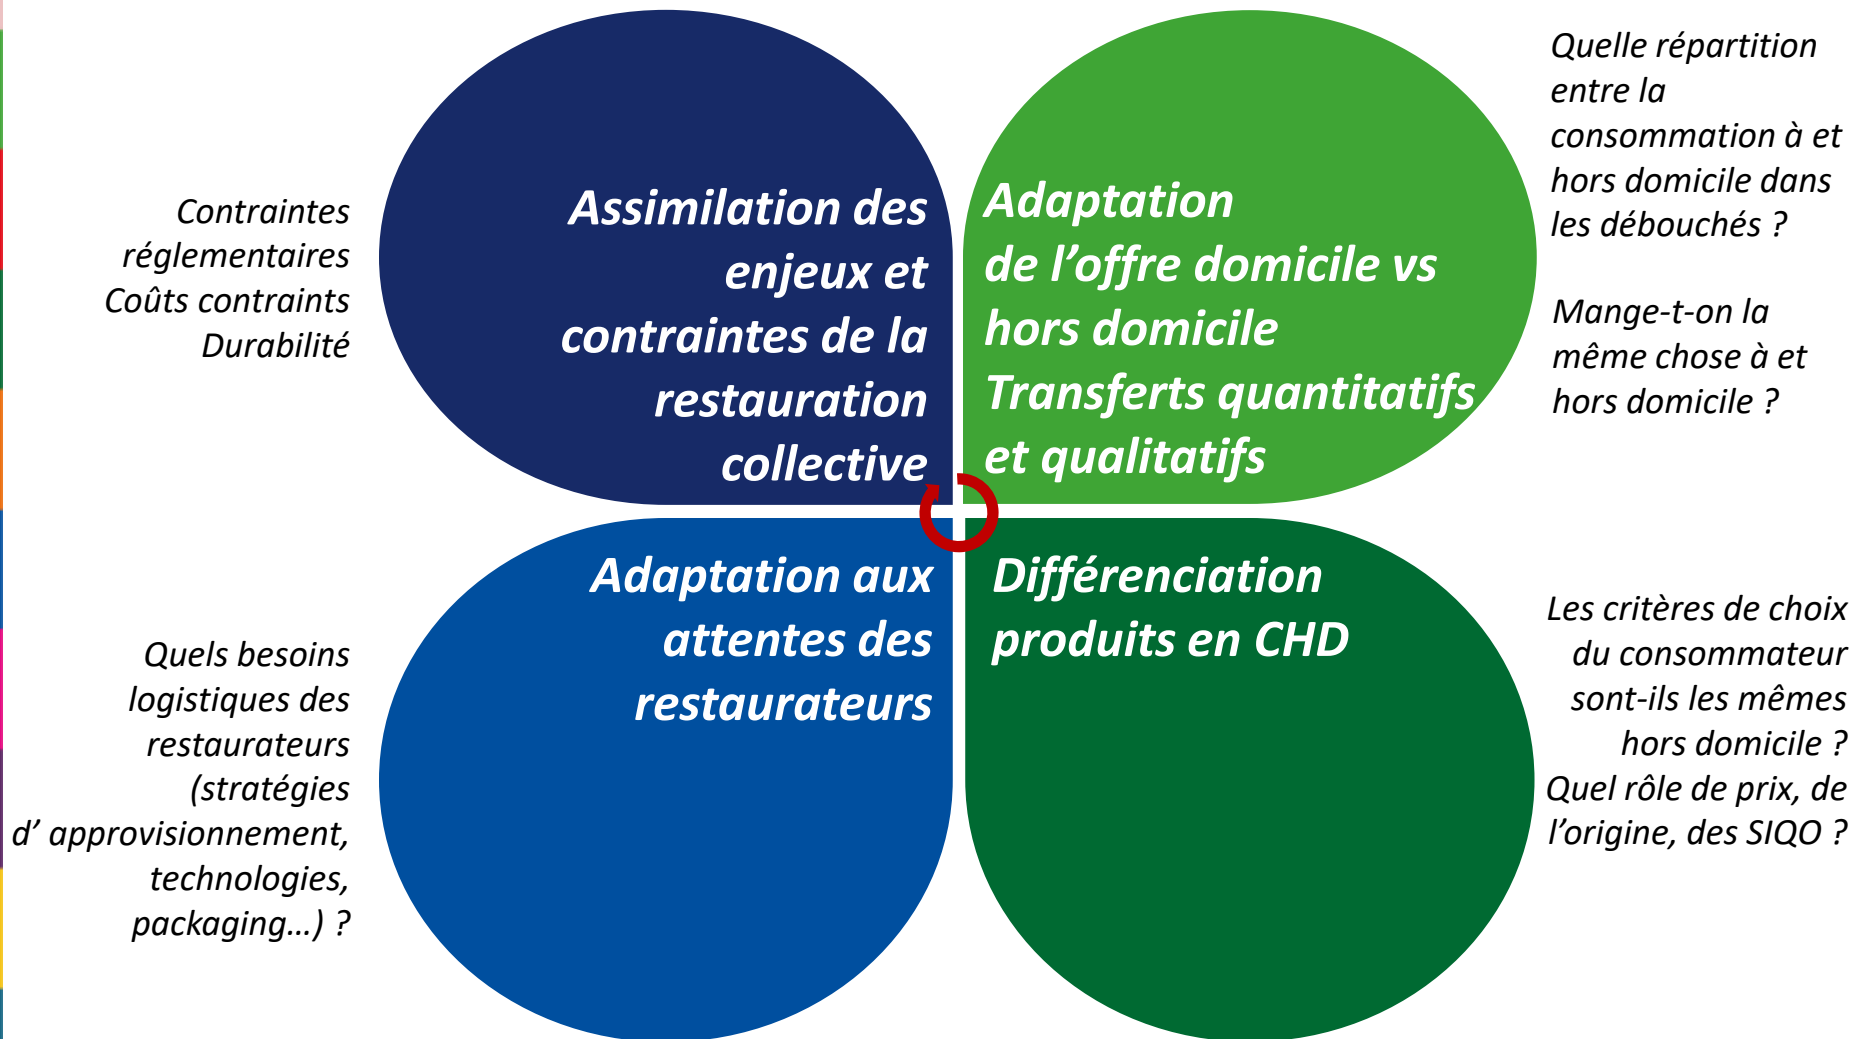 Contraintes
réglementaires
Coûts contraints
Durabilité
Assimilation des
enjeux et
contraintes de la
restauration
collective
Adaptation
de l’offre domicile vs
hors domicile
Transferts quantitatifs
et qualitatifs
Quelle répartition
entre la
consommation à et
hors domicile dans
les débouchés ?
Mange-t-on la
même chose à et
hors domicile ?
Quels besoins
logistiques des
restaurateurs
(stratégies
d’ approvisionnement,
technologies,
packaging…) ?
Adaptation aux
attentes des
restaurateurs
Différenciation
produits en CHD
Les critères de choix
du consommateur
sont-ils les mêmes
hors domicile ?
Quel rôle de prix, de
l’origine, des SIQO ?